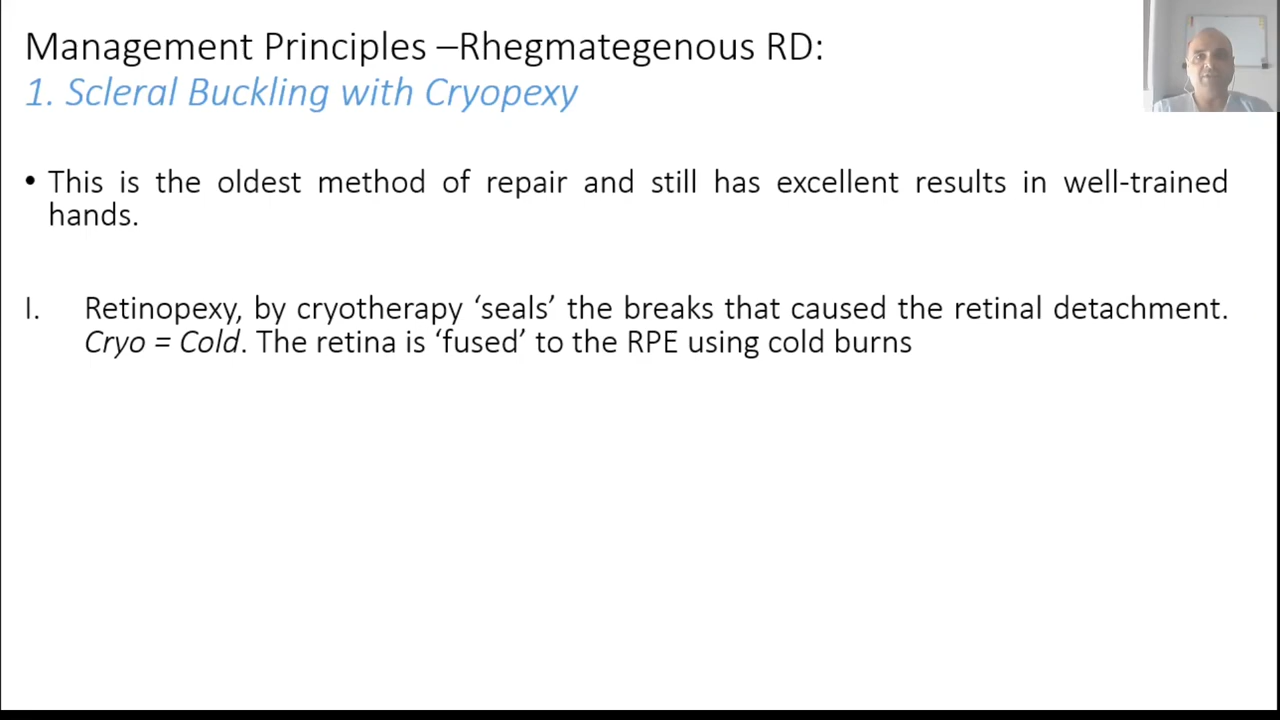 Management Principles –Rhegmategenous RD:
1. Scleral Buckling with Cryopexy
• This is the oldest method of repair and still has excellent results in well-trained
hands.
I. Retinopexy, by cryotherapy ‘seals’ the breaks that caused the retinal detachment.
Cryo = Cold. The retina is ‘fused’ to the RPE using cold burns